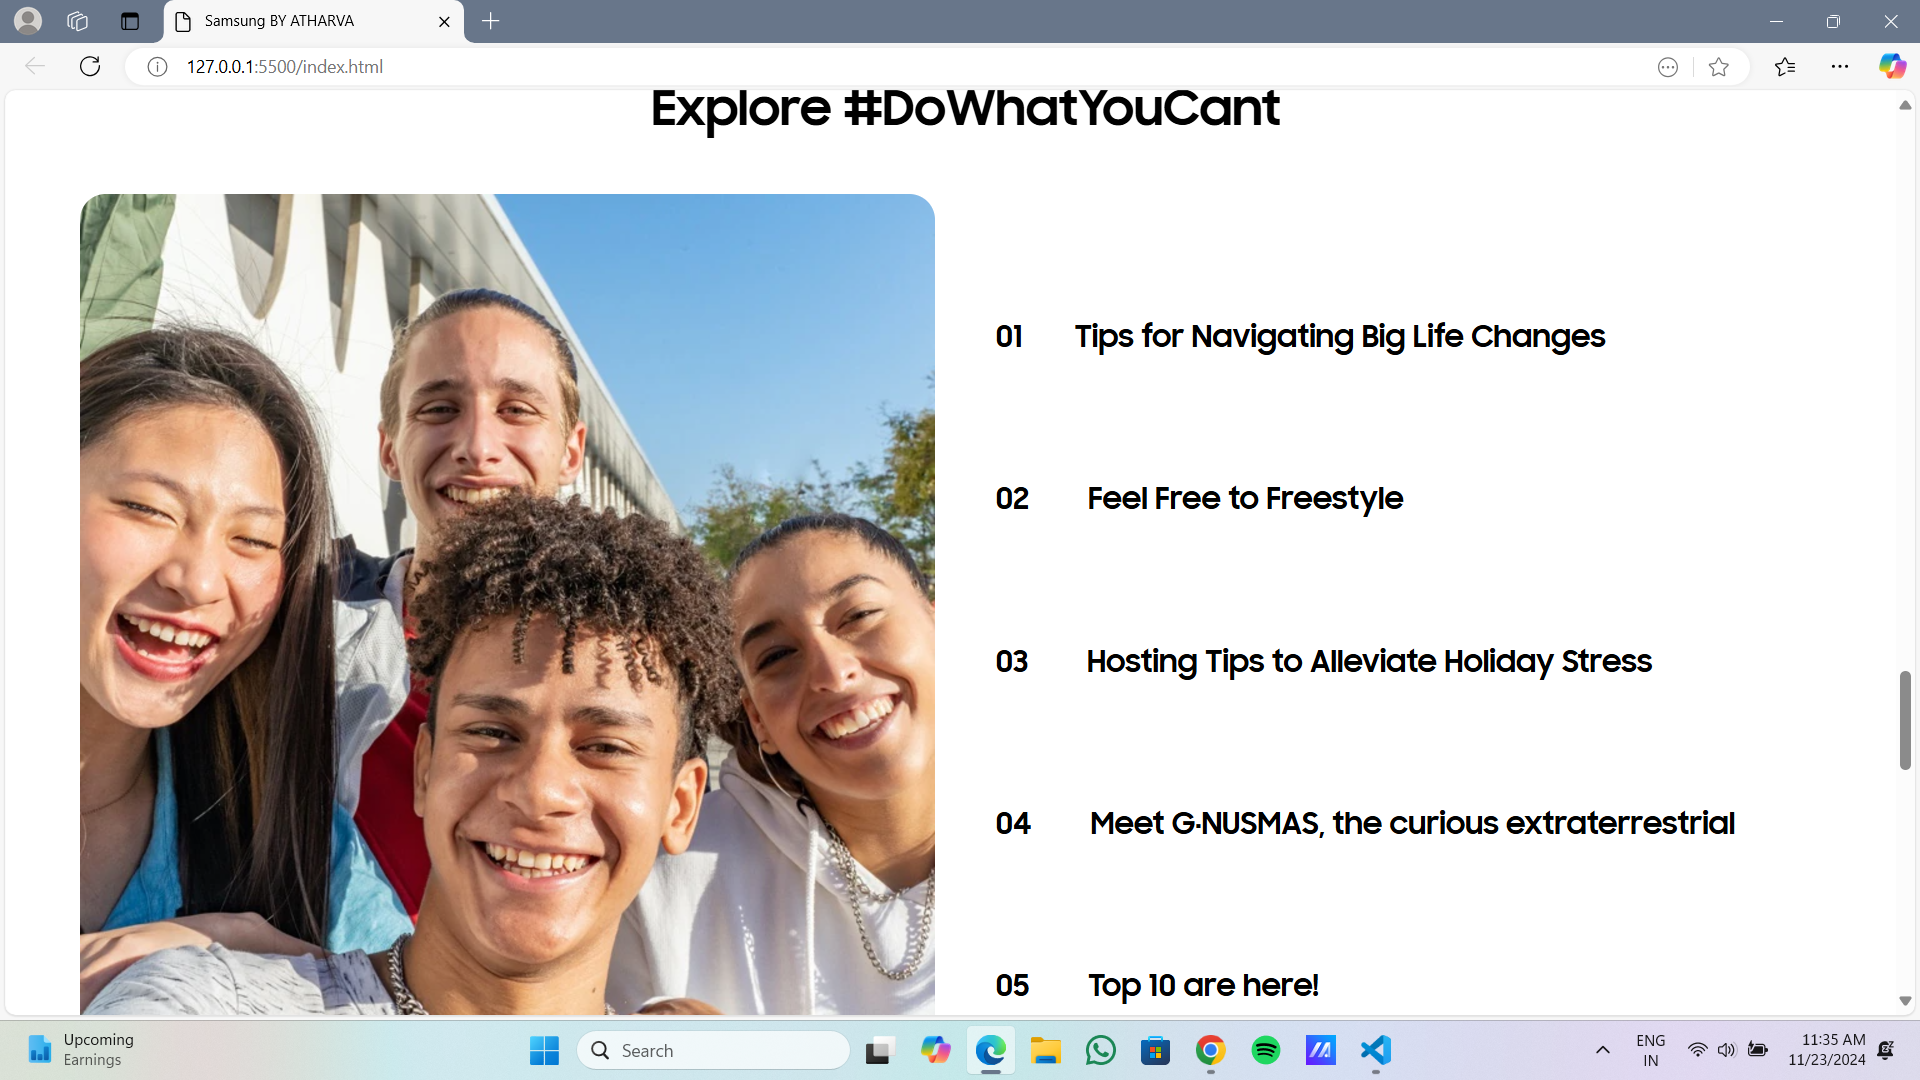 Samsung BY ATHARVA
127.0.0.1:5500/index.html
Explore #DoWhatYouCant
01 Tips for Navigating Big Life Changes
02 Feel Free to Freestyle
03 Hosting Tips to Alleviate Holiday Stress
04 Meet G·NUSMAS, the curious extraterrestrial
05 Top 10 are here!
Upcoming
Earnings
Search
ENG
IN
11:35 AM
11/23/2024